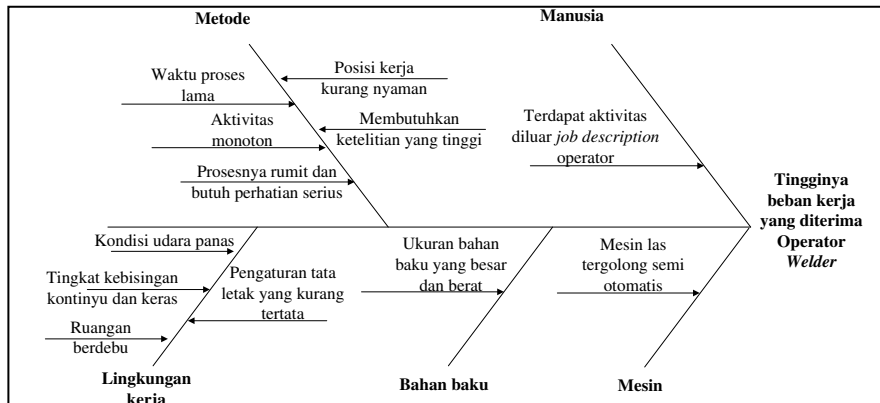 Metode
Manusia
Waktu proses
lama
Posisi kerja
kurang nyaman
Aktivitas
monoton
Membutuhkan
ketelitian yang tinggi
Prosesnya rumit dan
butuh perhatian serius
Terdapat aktivitas
diluar job description
operator
Tingginya
beban kerja
yang diterima
Operator
Welder
Kondisi udara panas
Tingkat kebisingan
kontinyu dan keras
Pengaturan tata
letak yang kurang
tertata
Ruangan
berdebu
Ukuran bahan
baku yang besar
dan berat
Mesin las
tergolong semi
otomatis
Lingkungan
kerja
Bahan baku
Mesin